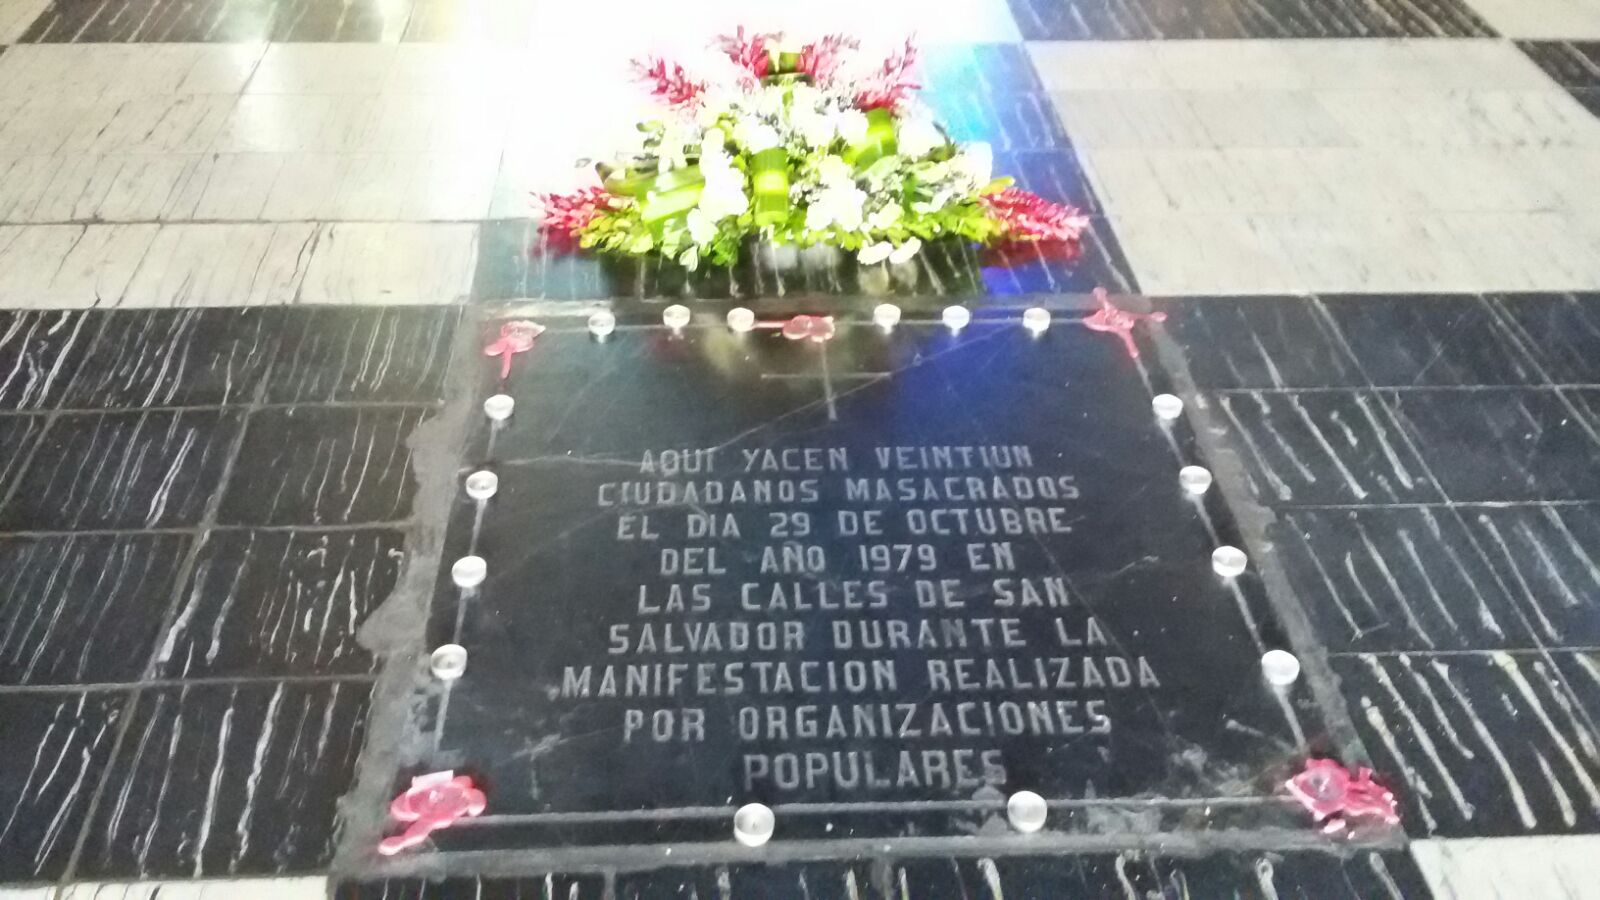 AQUI YACEN VEINTIUN
CIUDADANOS MASACRADOS
EL DIA 29 DE OCTUBRE
DEL AÑO 1979 EN
LAS CALLES DE SAN
SALVADOR DURANTE LA
MANIFESTACION REALIZADA
POR ORGANIZACIONES
POPULARES